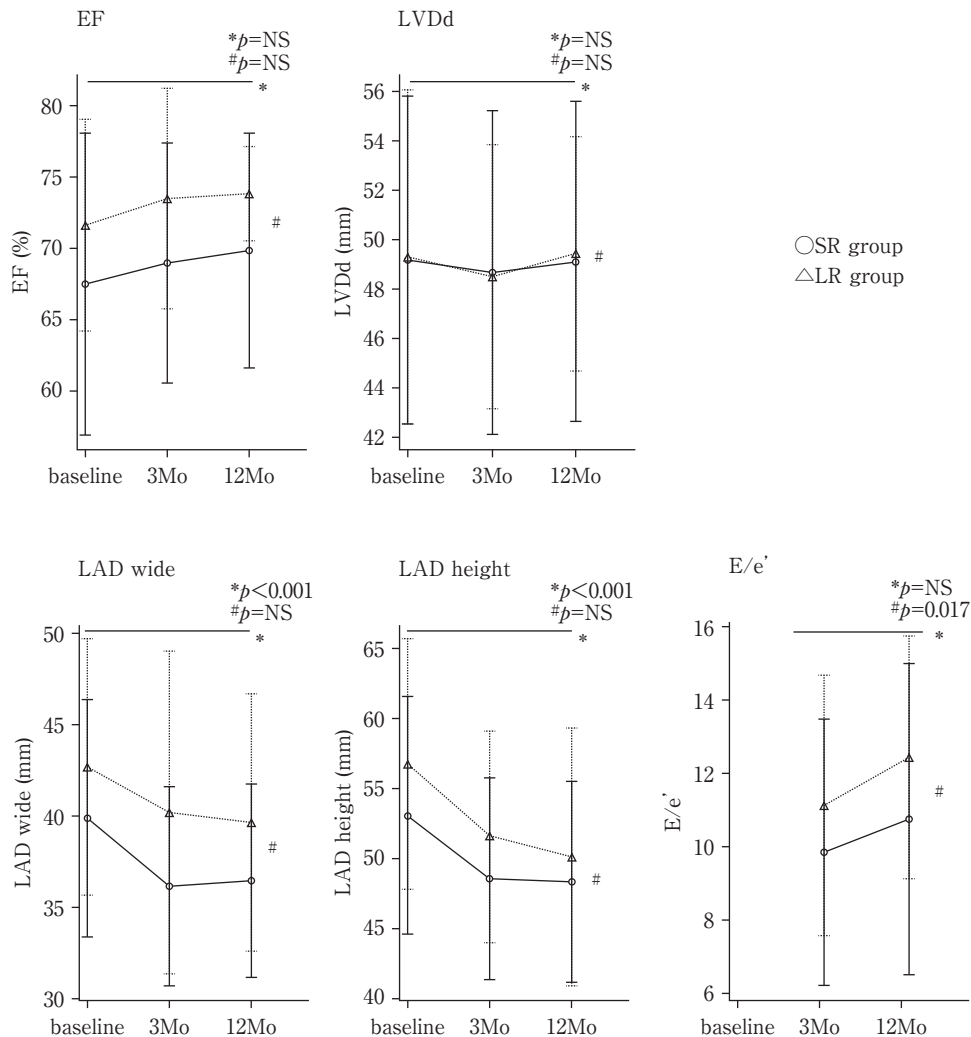 EF
*p=NS
#p=NS
*
80
75
70
65
60
EF (%)
#
baseline 3Mo 12Mo
LVDd
*p=NS
#p=NS
*
56
54
52
50
48
46
44
42
LVDd (mm)
#
baseline 3Mo 12Mo
○SR group
△LR group
LAD wide
*p<0.001
#p=NS
*
50
45
40
35
30
LAD wide (mm)
#
baseline 3Mo 12Mo
LAD height
*p<0.001
#p=NS
*
65
60
55
50
45
40
LAD height (mm)
#
baseline 3Mo 12Mo
E/e'
*p=NS
#p=0.017
*
16
14
12
10
8
6
E/e'
#
baseline 3Mo 12Mo